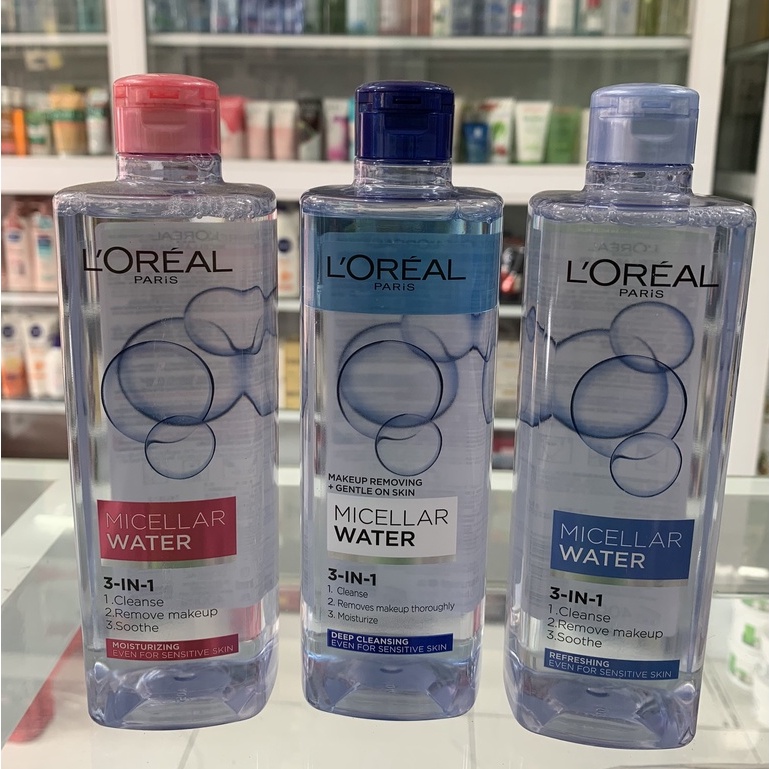 L'ORÉAL
PARIS
MICELLAR
WATER
3-IN-1
1.Cleanse
2.Remove makeup
3.Soothe
MOISTURIZING
EVEN FOR SENSITIVE SKIN
L'ORÉAL
PARIS
MAKEUP REMOVING
+ GENTLE ON SKIN
MICELLAR
WATER
3-IN-1
1. Cleanse
2. Removes makeup thoroughly
3. Moisturize
DEEP CLEANSING
EVEN FOR SENSITIVE SKIN
L'ORÉAL
PARIS
MICELLAR
WATER
3-IN-1
1.Cleanse
2.Remove makeup
3.Soothe
REFRESHING
EVEN FOR SENSITIVE SKIN